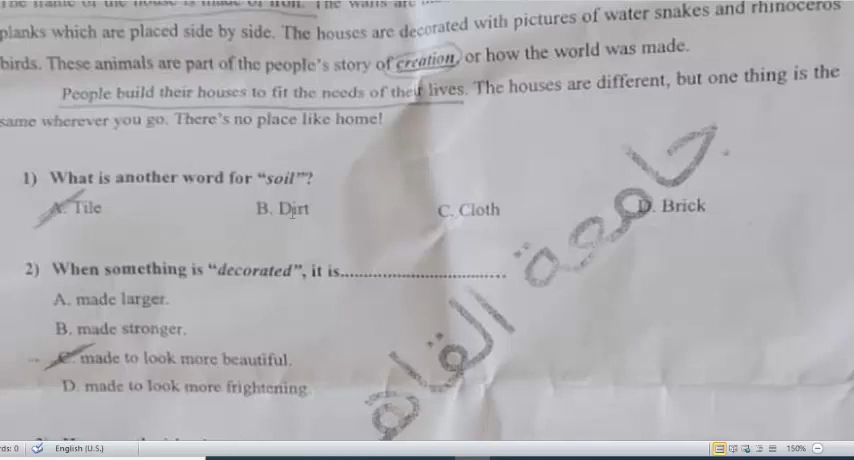 planks which are placed side by side. The houses are decorated with pictures of water snakes and rhinoceros
birds. These animals are part of the people's story of creation, or how the world was made.
People build their houses to fit the needs of their lives. The houses are different, but one thing is the
same wherever you go. There's no place like home!
1) What is another word for “soil”?
A. Tile
B. Dirt
C. Cloth
D. Brick
2) When something is “decorated”, it is..................................
A. made larger.
B. made stronger.
C. made to look more beautiful.
D. made to look more frightening.
جامعة القاه
English (U.S.)
150%